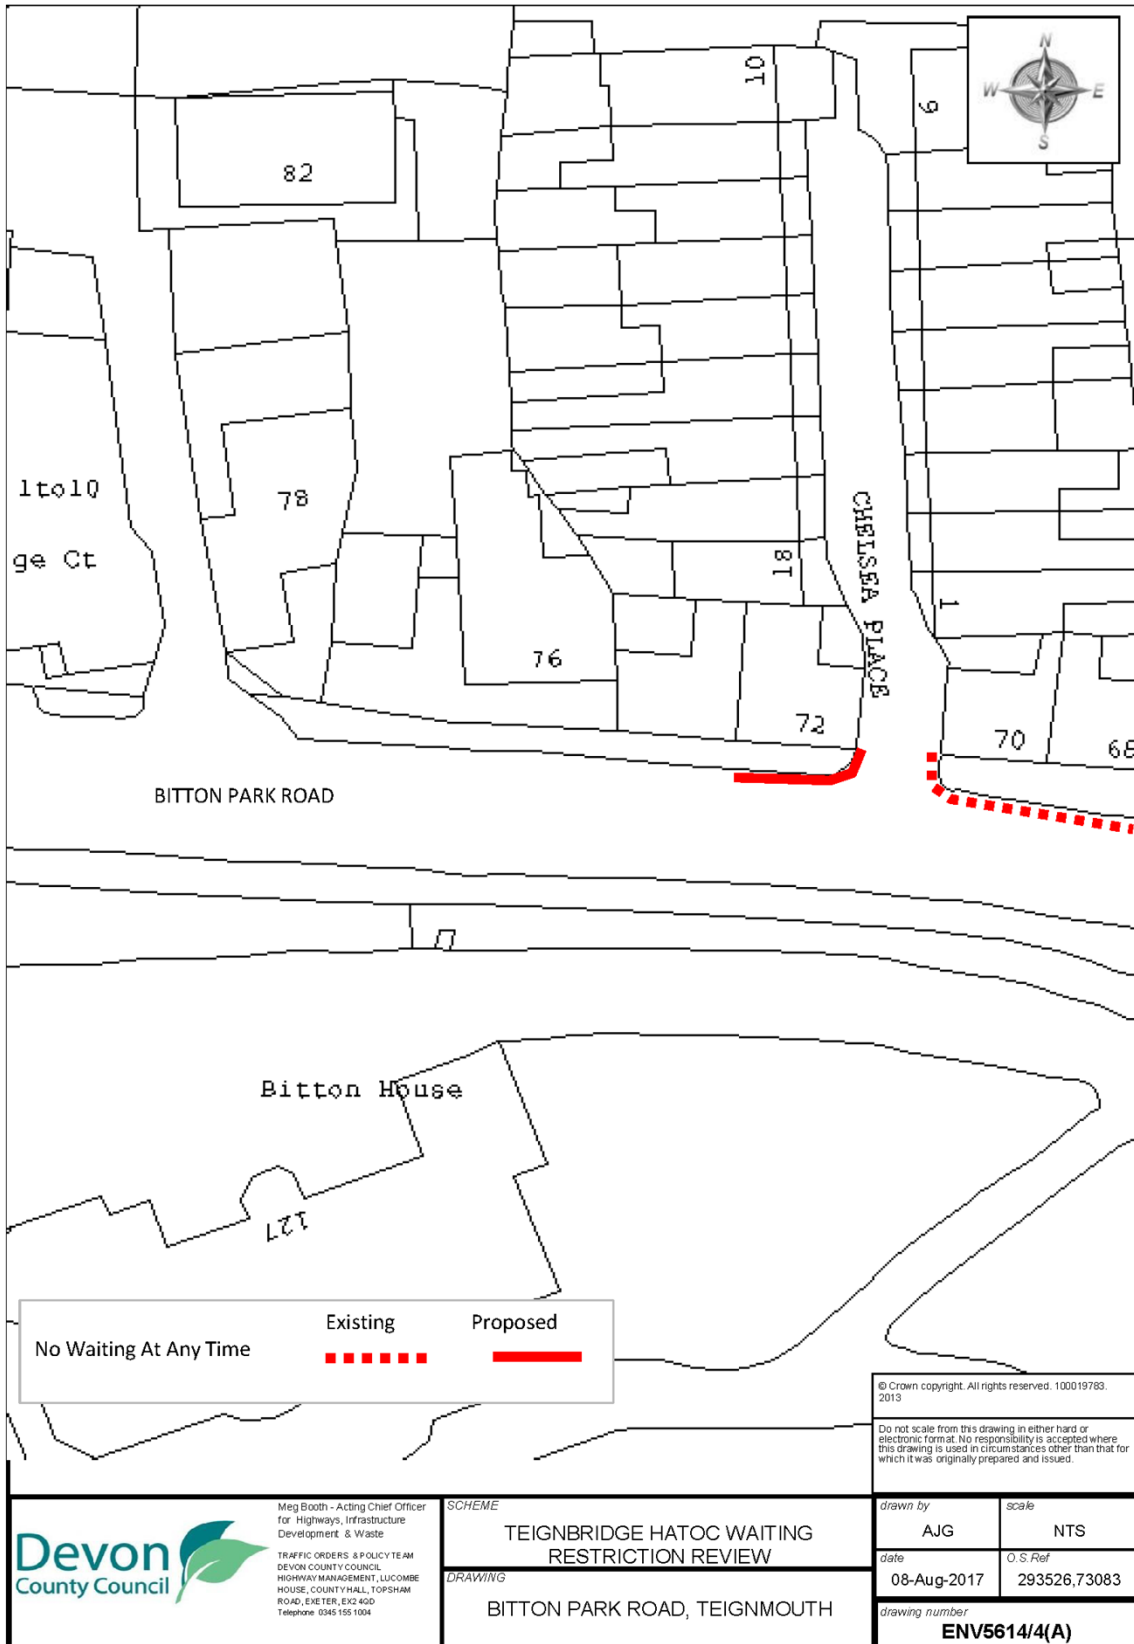 N
W E
S
10
9
82
1to10
78
ge Ct
CHELSEA PLACE
18
1
76
72
70
68
BITTON PARK ROAD
Bitton House
127
Existing Proposed
No Waiting At Any Time
© Crown copyright. All rights reserved. 100019783.
2013
Do not scale from this drawing in either hard or
electronic format. No responsibility is accepted where
this drawing is used in circumstances other than that for
which it was originally prepared and issued.
Devon
County Council
Meg Booth - Acting Chief Officer
for Highways, Infrastructure
Development & Waste
TRAFFIC ORDERS & POLICY TEAM
DEVON COUNTY COUNCIL
HIGHWAY MANAGEMENT, LUCOMBE
HOUSE, COUNTY HALL, TOPSHAM
ROAD, EXETER, EX2 4QD
Telephone 0345 155 1004
SCHEME
TEIGNBRIDGE HATOC WAITING
RESTRICTION REVIEW
DRAWING
BITTON PARK ROAD, TEIGNMOUTH
drawn by
AJG
scale
NTS
date
08-Aug-2017
O.S.Ref
293526,73083
drawing number
ENV5614/4(A)